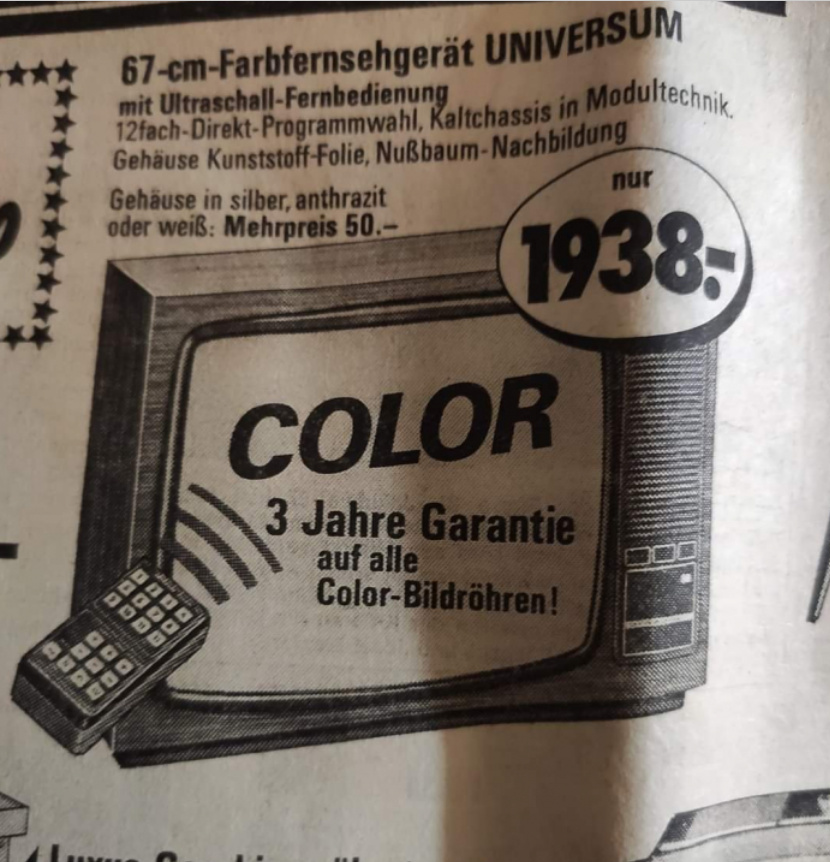 67-cm-Farbfernsehgerät UNIVERSUM
mit Ultraschall-Fernbedienung
12fach-Direkt-Programmwahl, Kaltchassis in Modultechnik.
Gehäuse Kunststoff-Folie, Nußbaum-Nachbildung
Gehäuse in silber, anthrazit
oder weiß: Mehrpreis 50.–
nur
1938.-
COLOR
3 Jahre Garantie
auf alle
Color-Bildröhren!